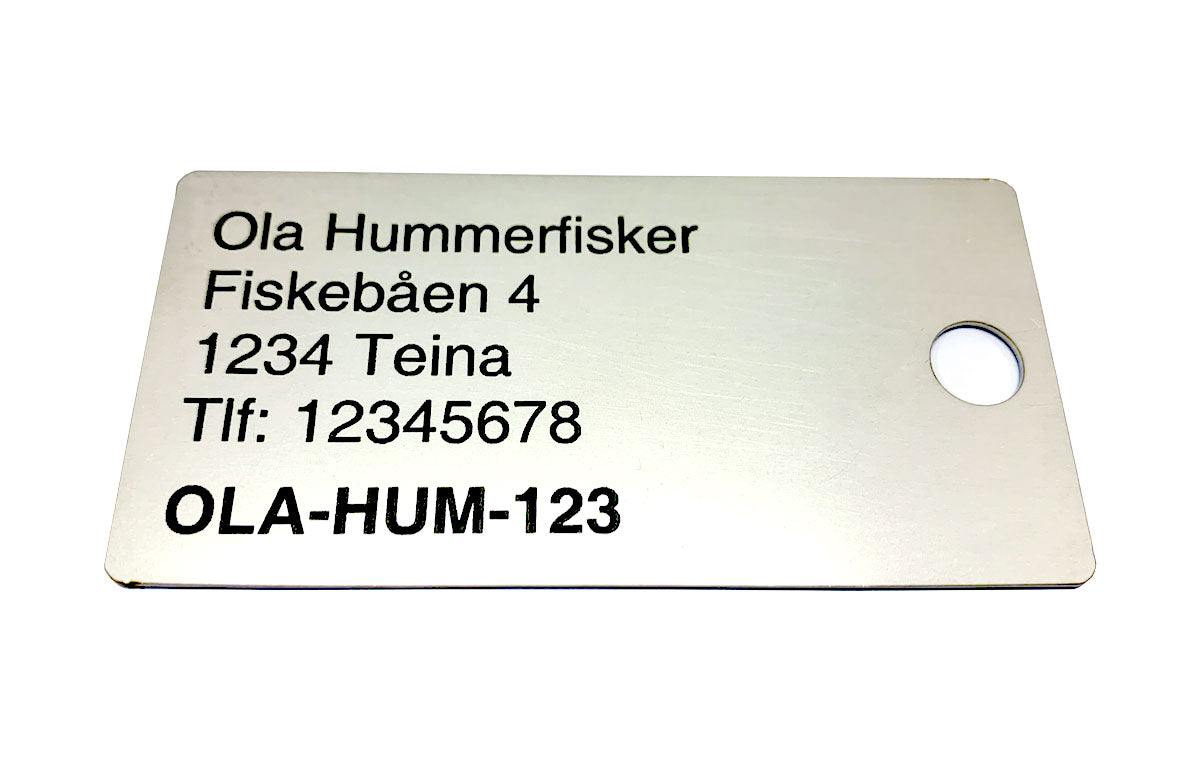 Ola Hummerfisker
Fiskebåen 4
1234 Teina
Tlf: 12345678
OLA-HUM-123